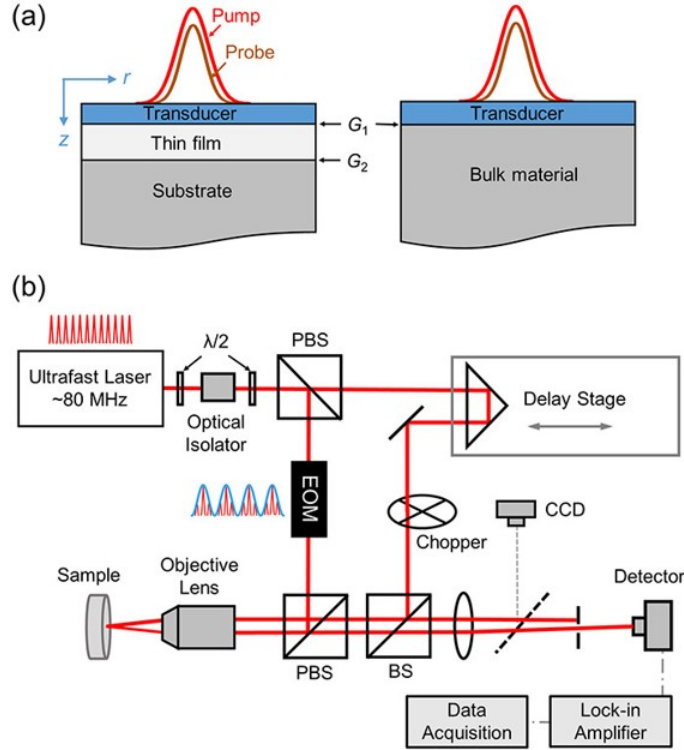 (a)
Pump
Probe
r
z
Transducer
Thin film
Substrate
G1
G2
Transducer
Bulk material
(b)
Ultrafast Laser
~80 MHz
λ/2
Optical
Isolator
PBS
Delay Stage
EOM
Chopper
CCD
Sample
Objective
Lens
PBS
BS
Detector
Data
Acquisition
Lock-in
Amplifier